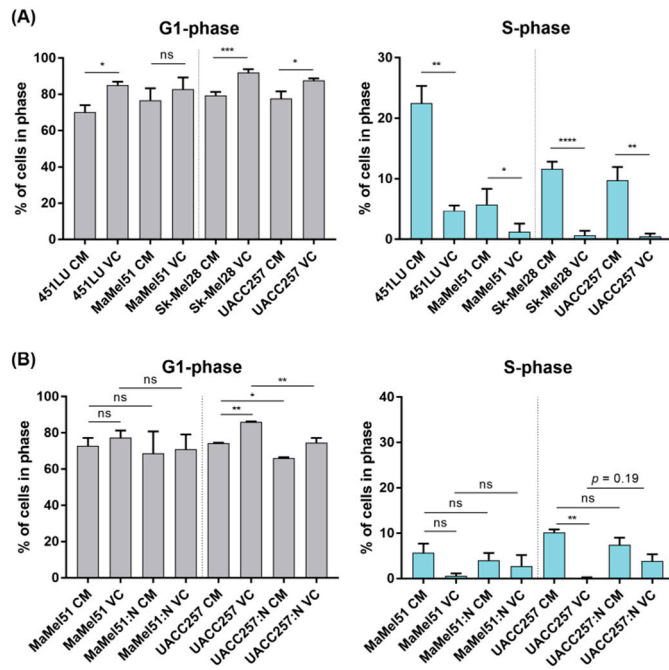 (A)
G1-phase
% of cells in phase
100
80
60
40
20
0
*
ns
***
*
451LU CM
451LU VC
MaMel51 CM
MaMel51 VC
Sk-Mel28 CM
Sk-Mel28 VC
UACC257 CM
UACC257 VC
S-phase
% of cells in phase
30
20
10
0
**
*
****
**
451LU CM
451LU VC
MaMel51 CM
MaMel51 VC
Sk-Mel28 CM
Sk-Mel28 VC
UACC257 CM
UACC257 VC
(B)
G1-phase
% of cells in phase
100
80
60
40
20
0
ns
ns
ns
**
*
**
MaMel51 CM
MaMel51 VC
MaMel51:N CM
MaMel51:N VC
UACC257 CM
UACC257 VC
UACC257:N CM
UACC257:N VC
S-phase
% of cells in phase
40
30
20
10
0
ns
ns
ns
p = 0.19
ns
**
MaMel51 CM
MaMel51 VC
MaMel51:N CM
MaMel51:N VC
UACC257 CM
UACC257 VC
UACC257:N CM
UACC257:N VC